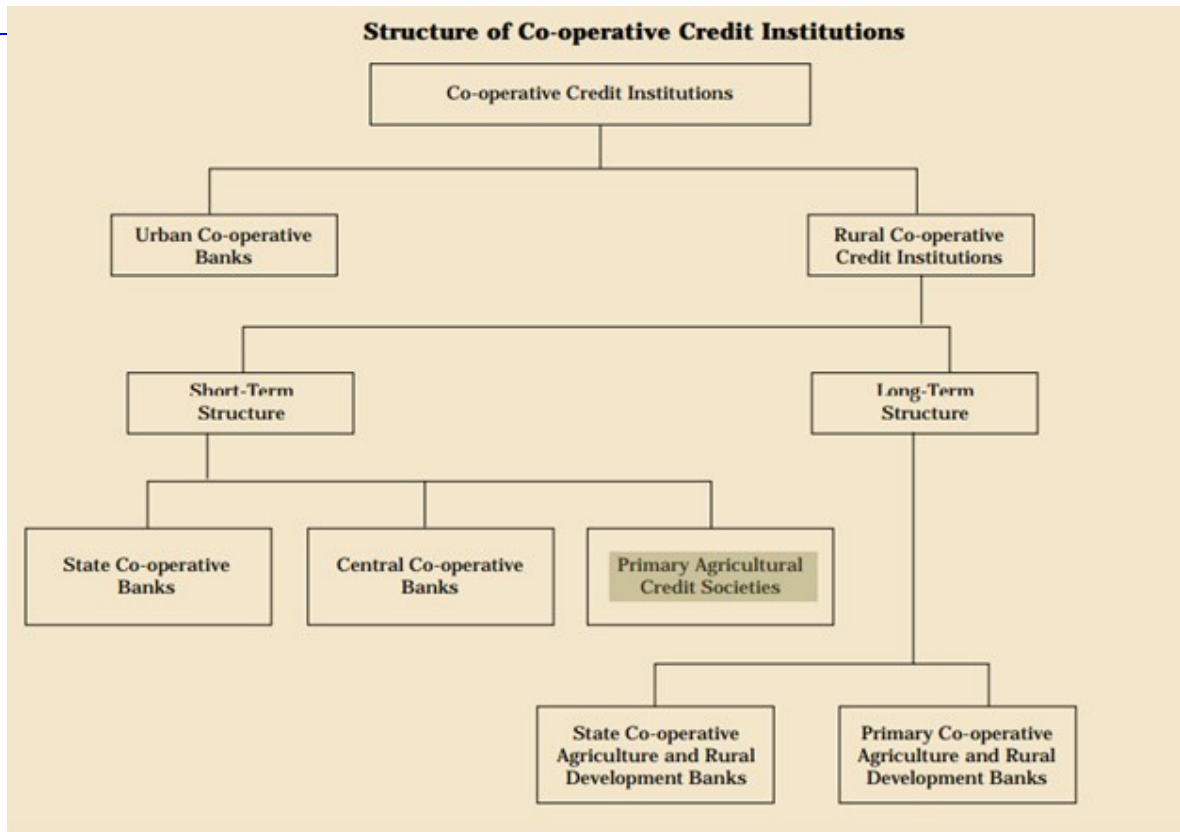 Structure of Co-operative Credit Institutions
Co-operative Credit Institutions
Urban Co-operative
Banks
Rural Co-operative
Credit Institutions
Short-Term
Structure
Long-Term
Structure
State Co-operative
Banks
Central Co-operative
Banks
Primary Agricultural
Credit Societies
State Co-operative
Agriculture and Rural
Development Banks
Primary Co-operative
Agriculture and Rural
Development Banks